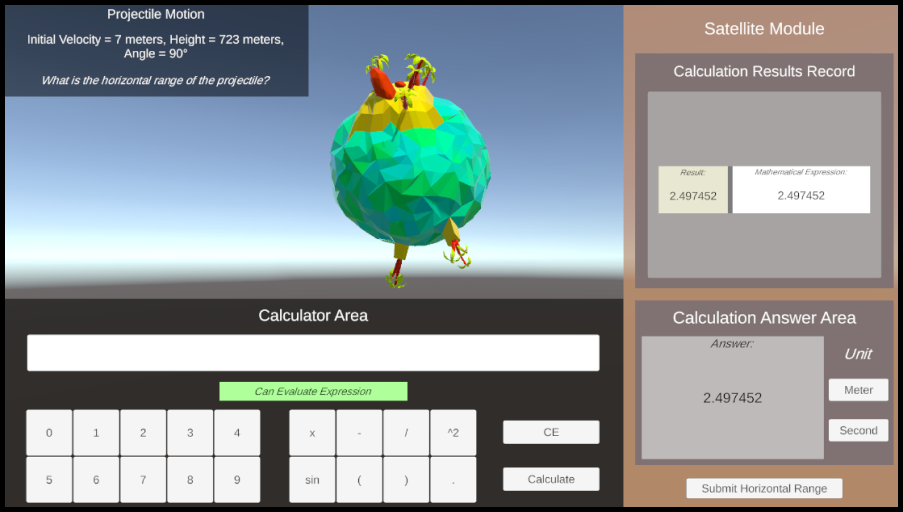 Projectile Motion
Initial Velocity = 7 meters, Height = 723 meters,
Angle = 90°
What is the horizontal range of the projectile?
Satellite Module
Calculation Results Record
Result:
2.497452
Mathematical Expression:
2.497452
Calculator Area
Can Evaluate Expression
0 1 2 3 4 x - / ^2 CE
5 6 7 8 9 sin ( ) . Calculate
Calculation Answer Area
Answer:
2.497452
Unit
Meter
Second
Submit Horizontal Range